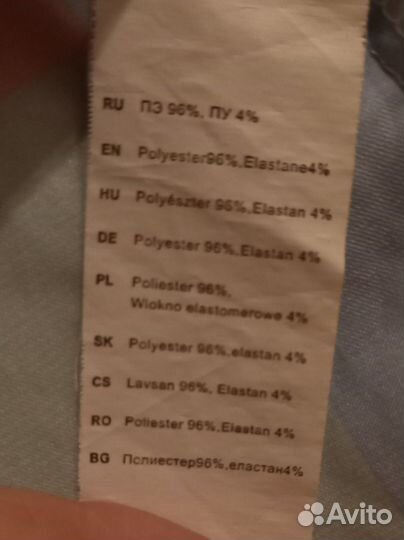 RU ПЭ 96%, ПУ 4%
EN Polyester96%,Elastane4%
HU Polyészter 96%,Elastan 4%
DE Polyester 96%,Elastan 4%
PL Poliester 96%,
Wlokno elastomerowe 4%
SK Polyester 96%,elastan 4%
CS Lavsan 96%, Elastan 4%
RO Poliester 96%,Elastan 4%
BG Полиестер96%,еластан4%
Avito